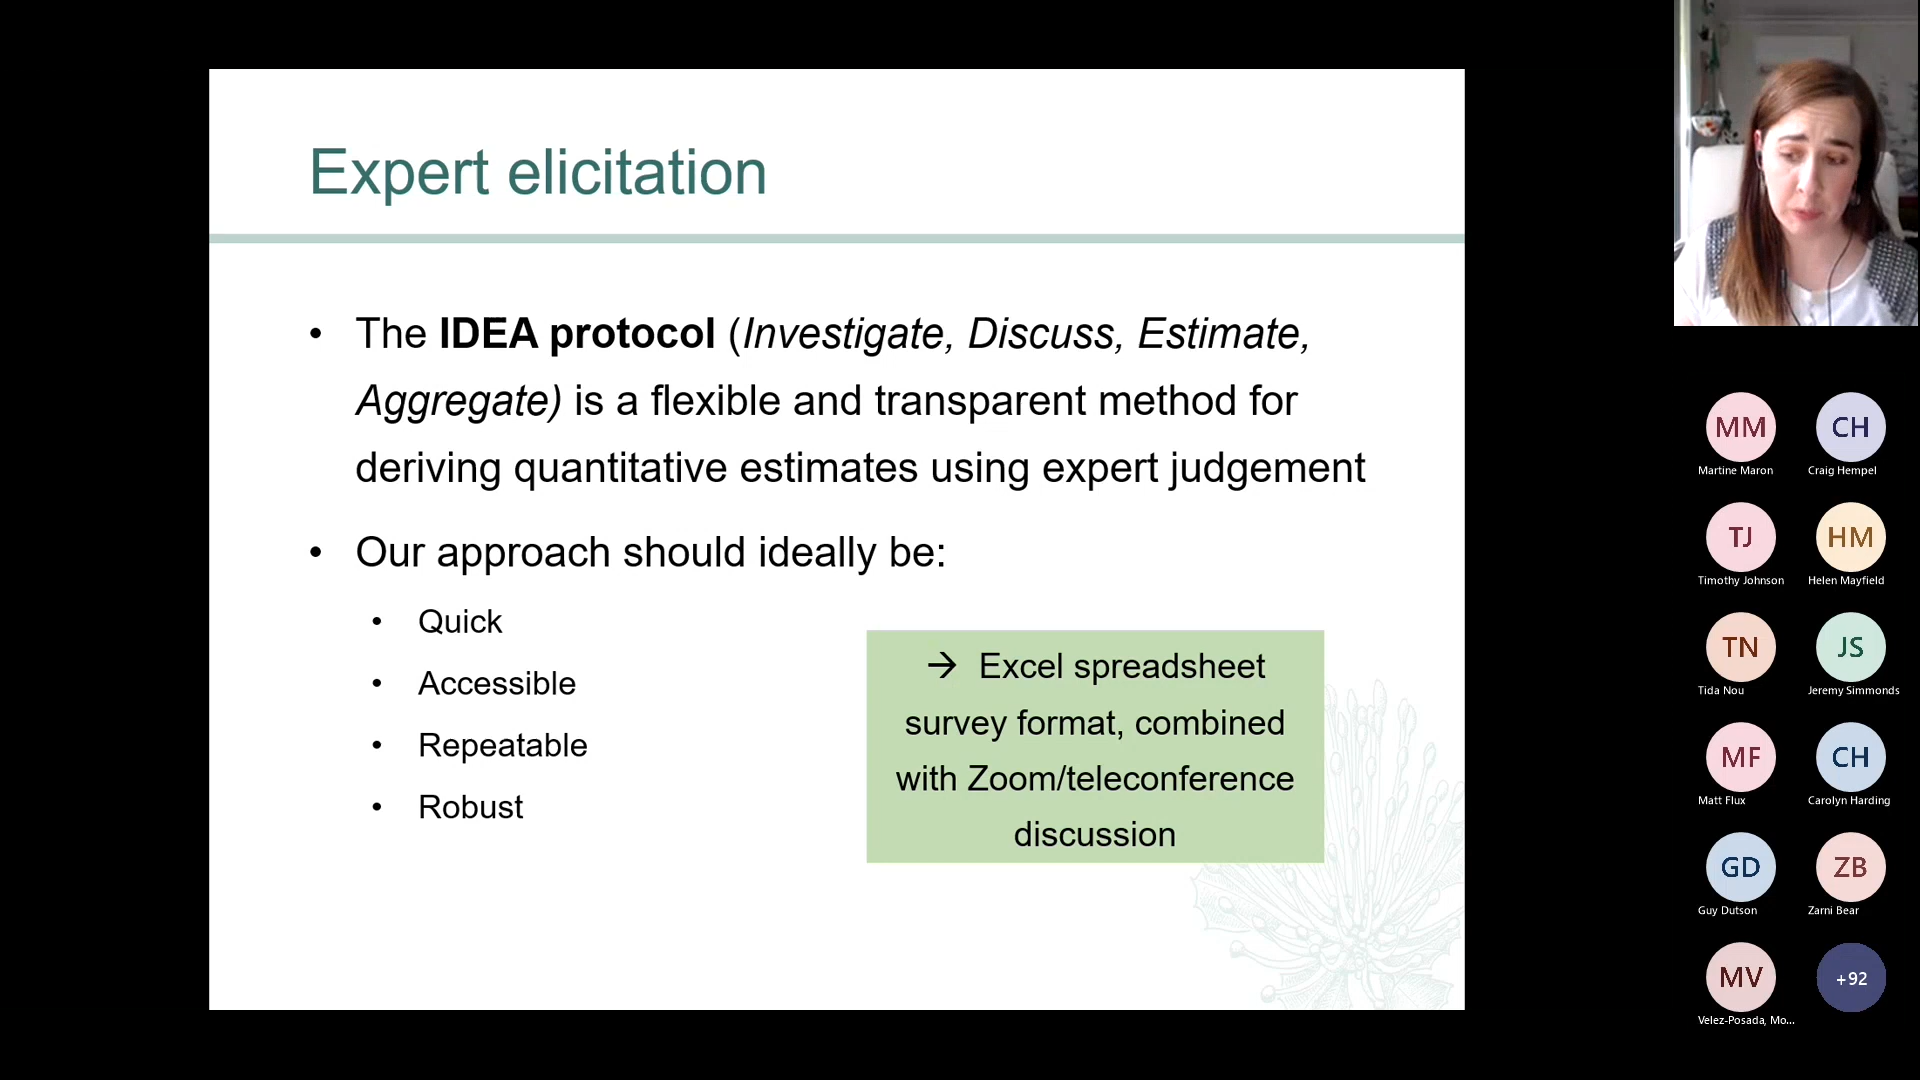 Expert elicitation
• The IDEA protocol (Investigate, Discuss, Estimate,
Aggregate) is a flexible and transparent method for
deriving quantitative estimates using expert judgement
• Our approach should ideally be:
• Quick
• Accessible
• Repeatable
• Robust
→ Excel spreadsheet
survey format, combined
with Zoom/teleconference
discussion
MM
Martine Maron
CH
Craig Hempel
TJ
Timothy Johnson
HM
Helen Mayfield
TN
Tida Nou
JS
Jeremy Simmonds
MF
Matt Flux
CH
Carolyn Harding
GD
Guy Dutson
ZB
Zarni Bear
MV
Velez-Posada, Mo...
+92